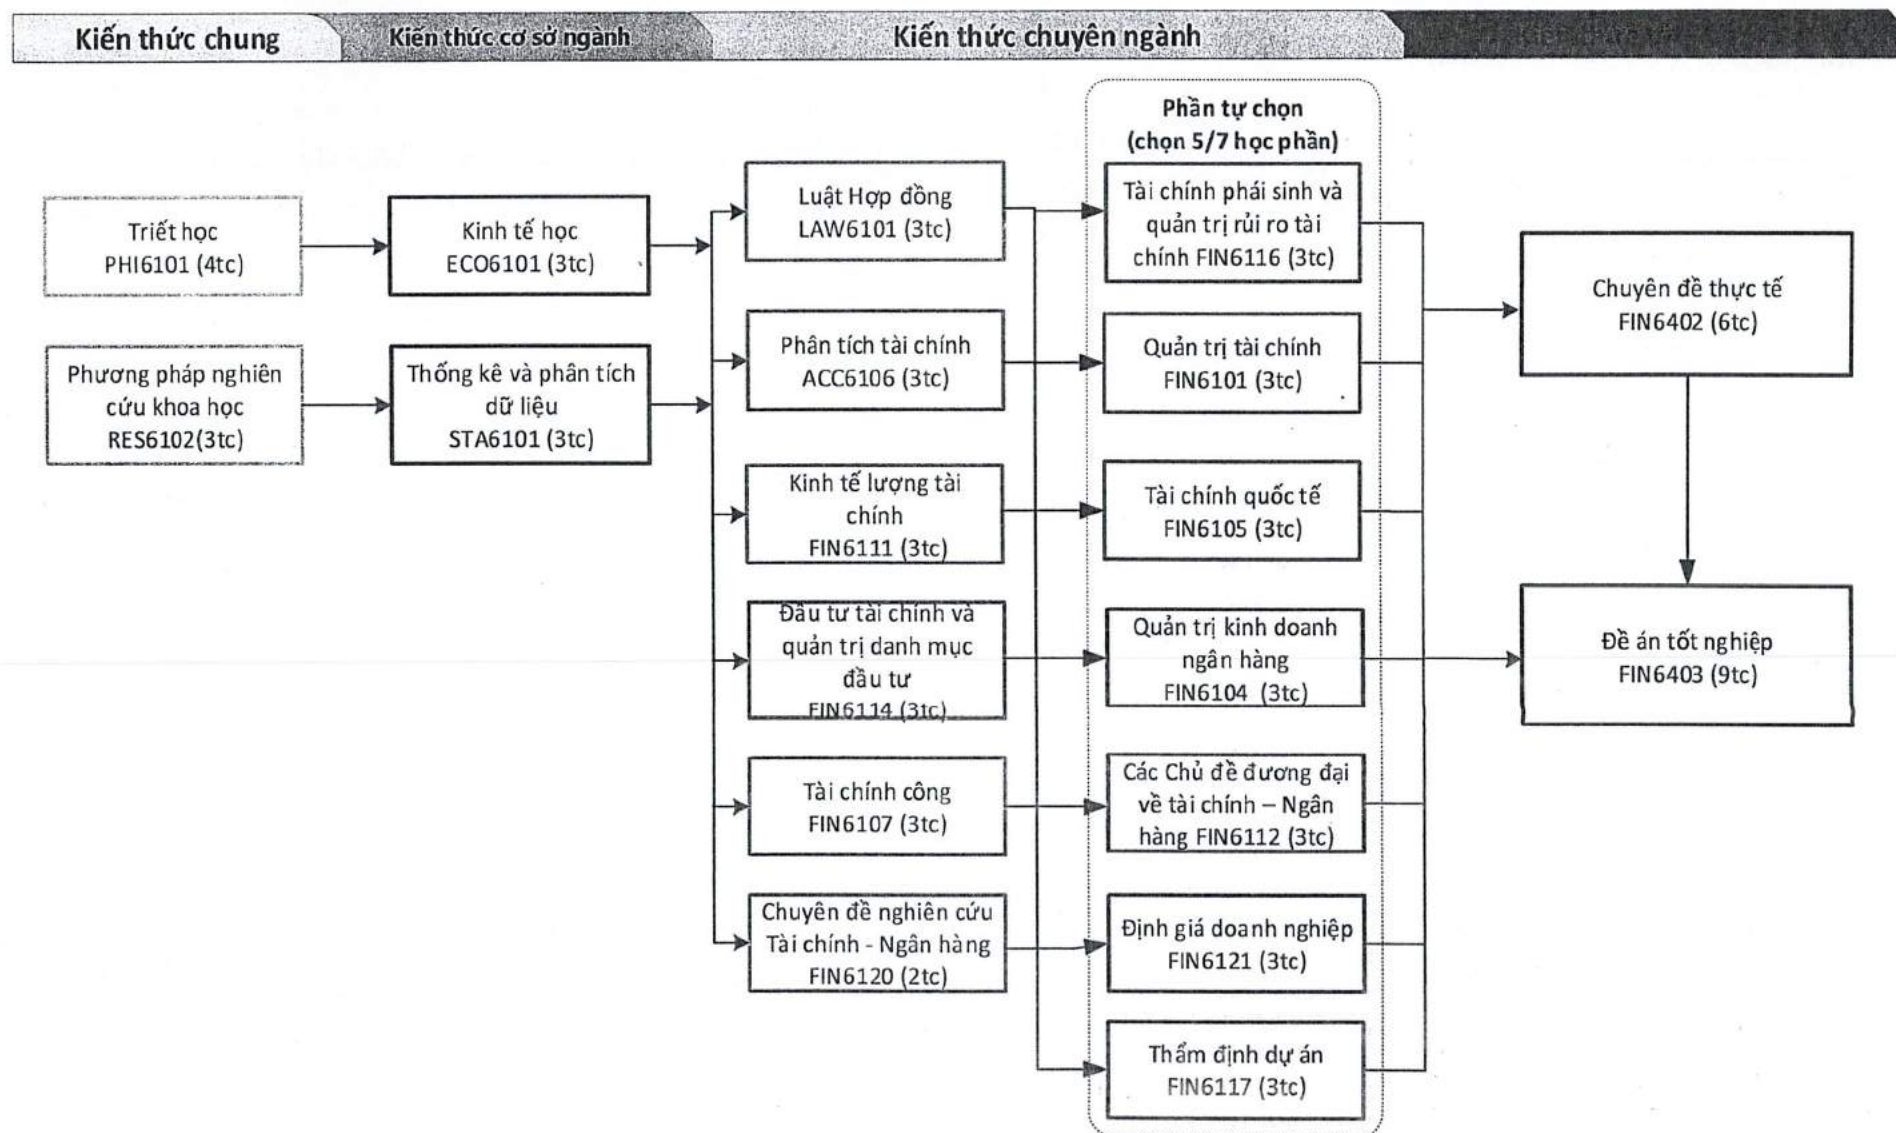 Kiến thức chung
Kiến thức cơ sở ngành
Kiến thức chuyên ngành
Phần tự chọn
(chọn 5/7 học phần)
Triết học
PHI6101 (4tc)
Phương pháp nghiên
cứu khoa học
RES6102(3tc)
Kinh tế học
ECO6101 (3tc)
Thống kê và phân tích
dữ liệu
STA6101 (3tc)
Luật Hợp đồng
LAW6101 (3tc)
Phân tích tài chính
ACC6106 (3tc)
Kinh tế lượng tài
chính
FIN6111 (3tc)
Đầu tư tài chính và
quản trị danh mục
đầu tư
FIN6114 (3tc)
Tài chính công
FIN6107 (3tc)
Chuyên đề nghiên cứu
Tài chính - Ngân hàng
FIN6120 (2tc)
Tài chính phái sinh và
quản trị rủi ro tài
chính FIN6116 (3tc)
Quản trị tài chính
FIN6101 (3tc)
Tài chính quốc tế
FIN6105 (3tc)
Quản trị kinh doanh
ngân hàng
FIN6104 (3tc)
Các Chủ đề đương đại
về tài chính – Ngân
hàng FIN6112 (3tc)
Định giá doanh nghiệp
FIN6121 (3tc)
Thẩm định dự án
FIN6117 (3tc)
Chuyên đề thực tế
FIN6402 (6tc)
Đề án tốt nghiệp
FIN6403 (9tc)